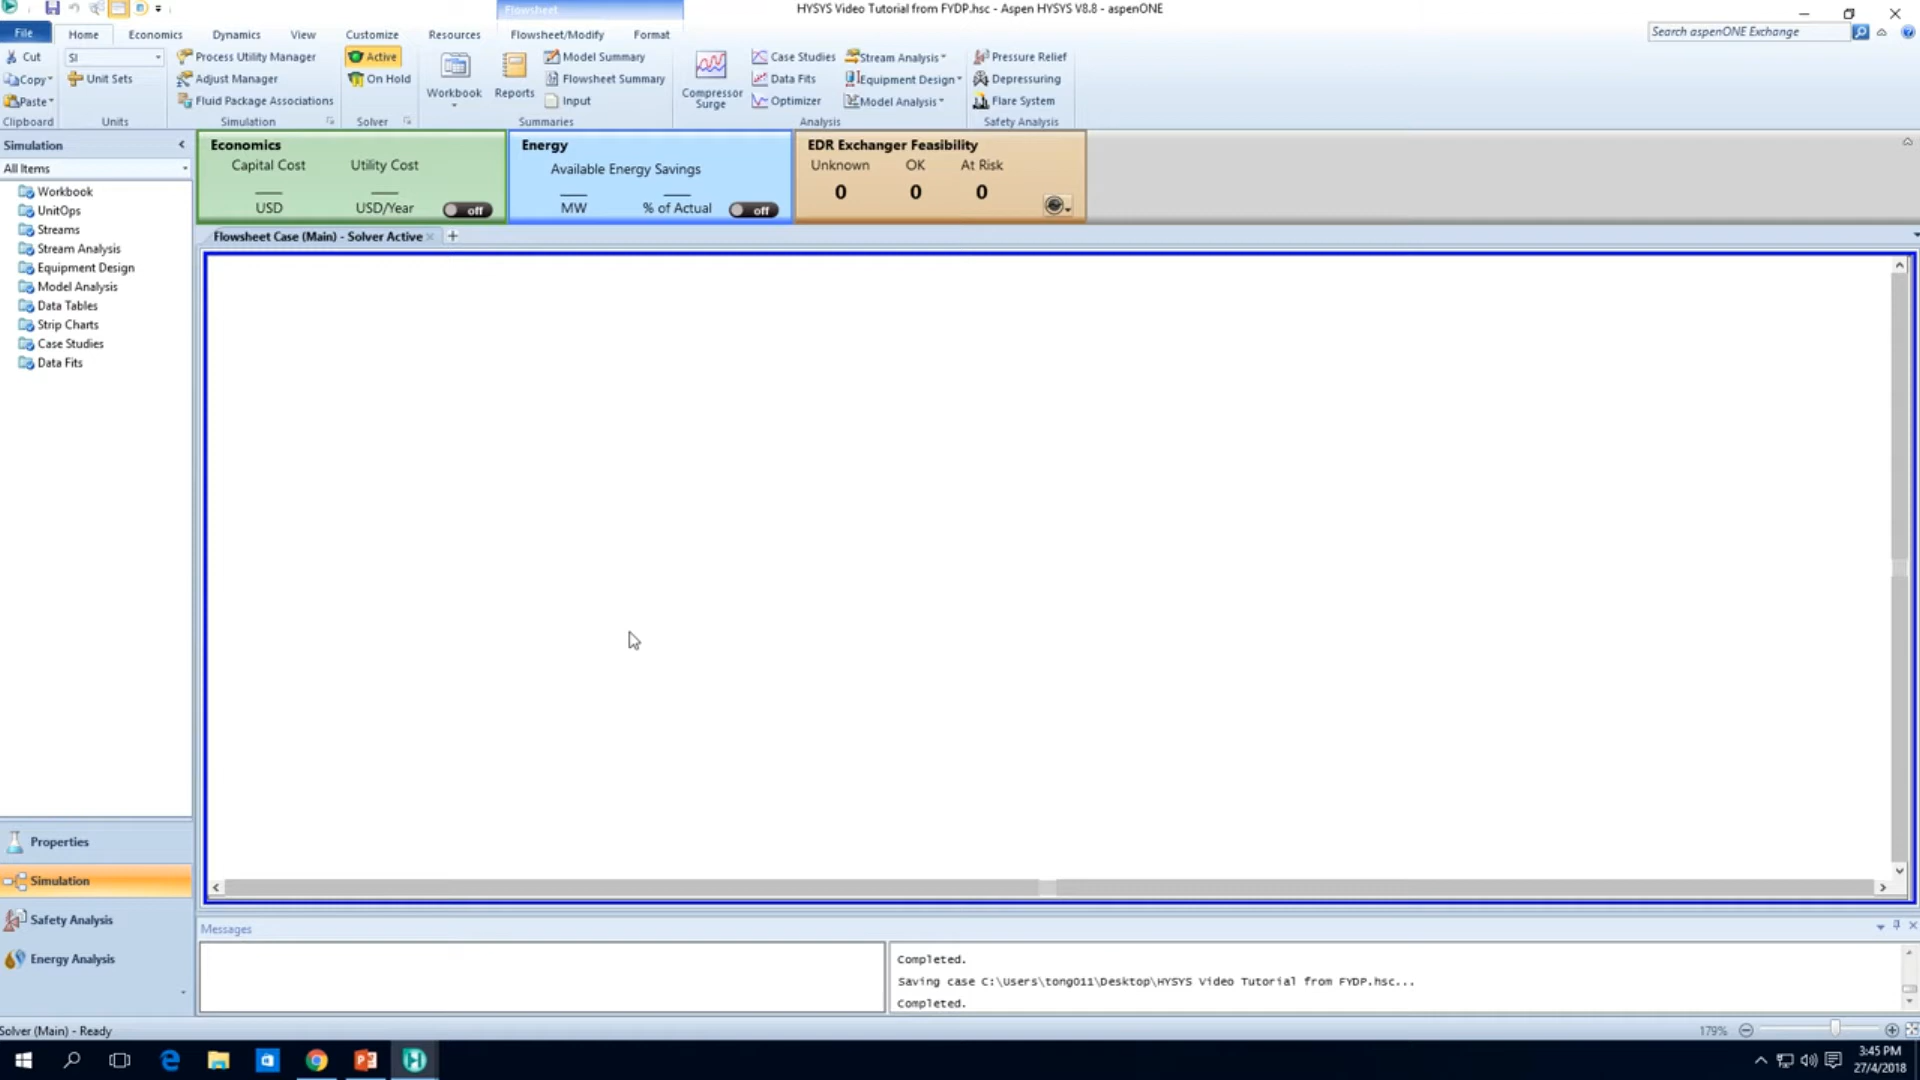 Flowsheet
HYSYS Video Tutorial from FYDP.hsc - Aspen HYSYS V8.8 - aspenONE
File Home Economics Dynamics View Customize Resources Flowsheet/Modify Format
Search aspenONE Exchange
Cut SI Process Utility Manager Active Model Summary Case Studies Stream Analysis Pressure Relief
Copy Unit Sets Adjust Manager On Hold Workbook Reports Flowsheet Summary Compressor Surge Data Fits Equipment Design Depressuring
Paste Fluid Package Associations Input Optimizer Model Analysis Flare System
Clipboard Units Simulation Solver Summaries Analysis Safety Analysis
Simulation
All Items
Workbook
UnitOps
Streams
Stream Analysis
Equipment Design
Model Analysis
Data Tables
Strip Charts
Case Studies
Data Fits
Properties
Simulation
Safety Analysis
Energy Analysis
Economics
Capital Cost Utility Cost
USD USD/Year off
Energy
Available Energy Savings
MW % of Actual off
EDR Exchanger Feasibility
Unknown OK At Risk
0 0 0
Flowsheet Case (Main) - Solver Active
Messages
Completed.
Saving case C:\Users\tong011\Desktop\HYSYS Video Tutorial from FYDP.hsc...
Completed.
Solver (Main) - Ready
179%
3:45 PM
27/4/2018